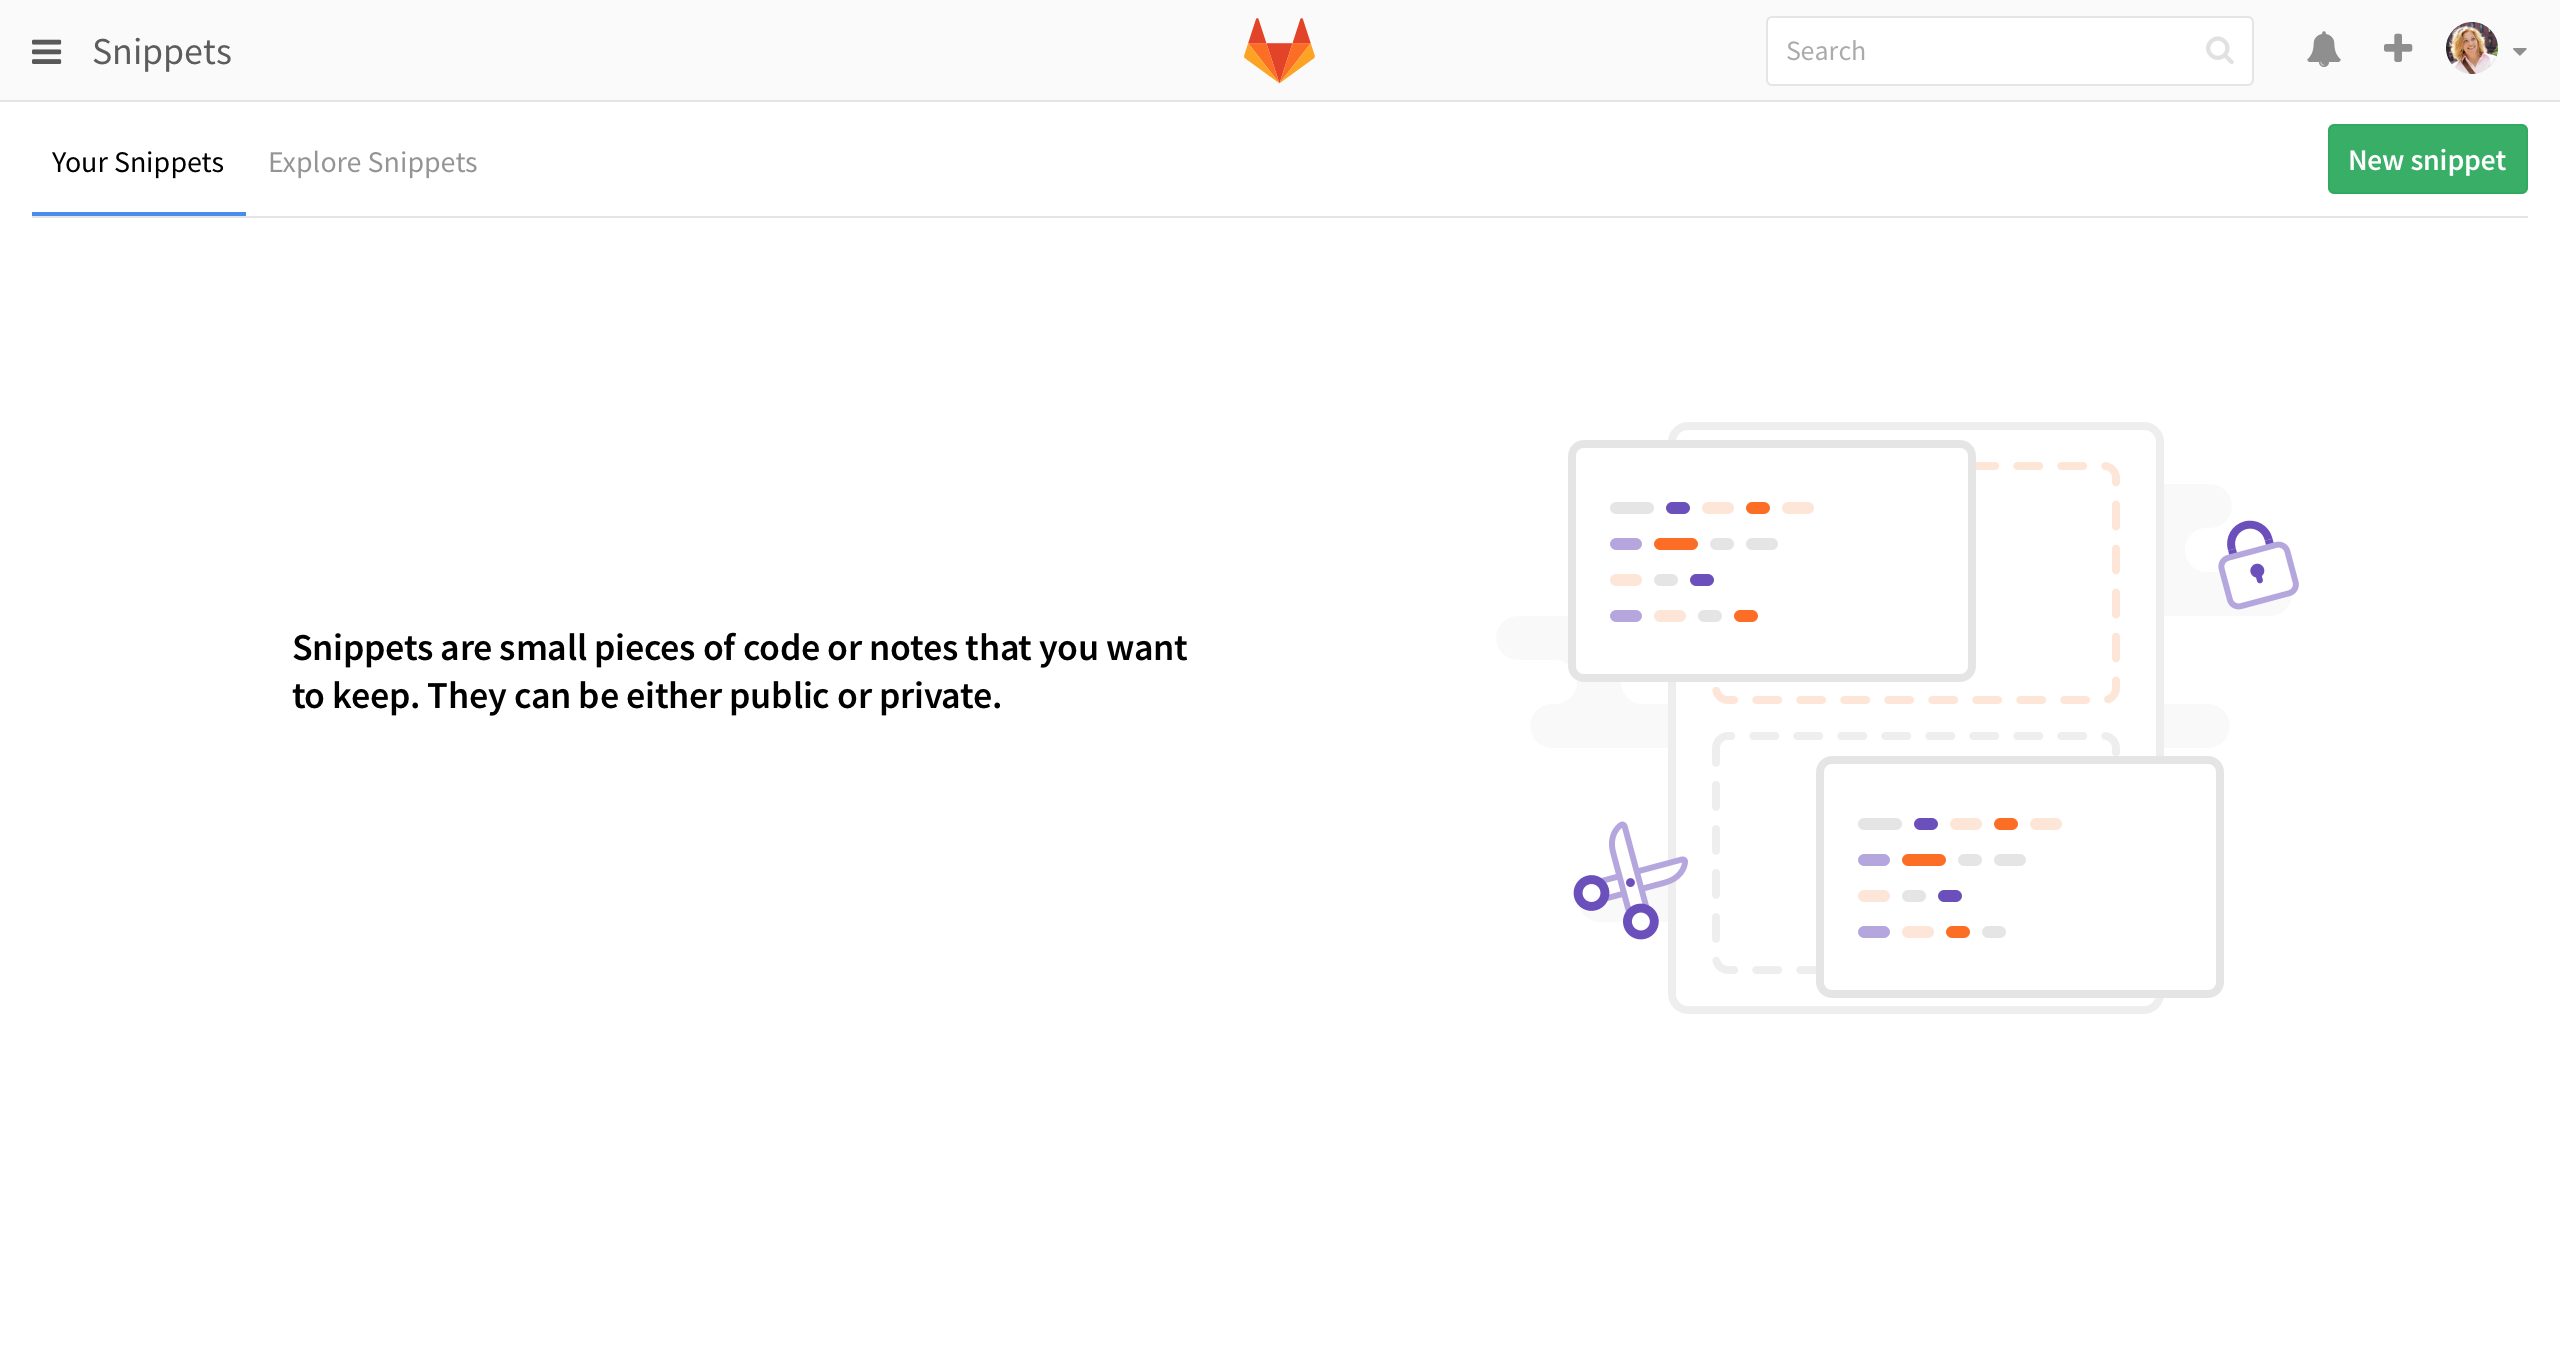 Snippets
Search
Your Snippets
Explore Snippets
New snippet
Snippets are small pieces of code or notes that you want
to keep. They can be either public or private.